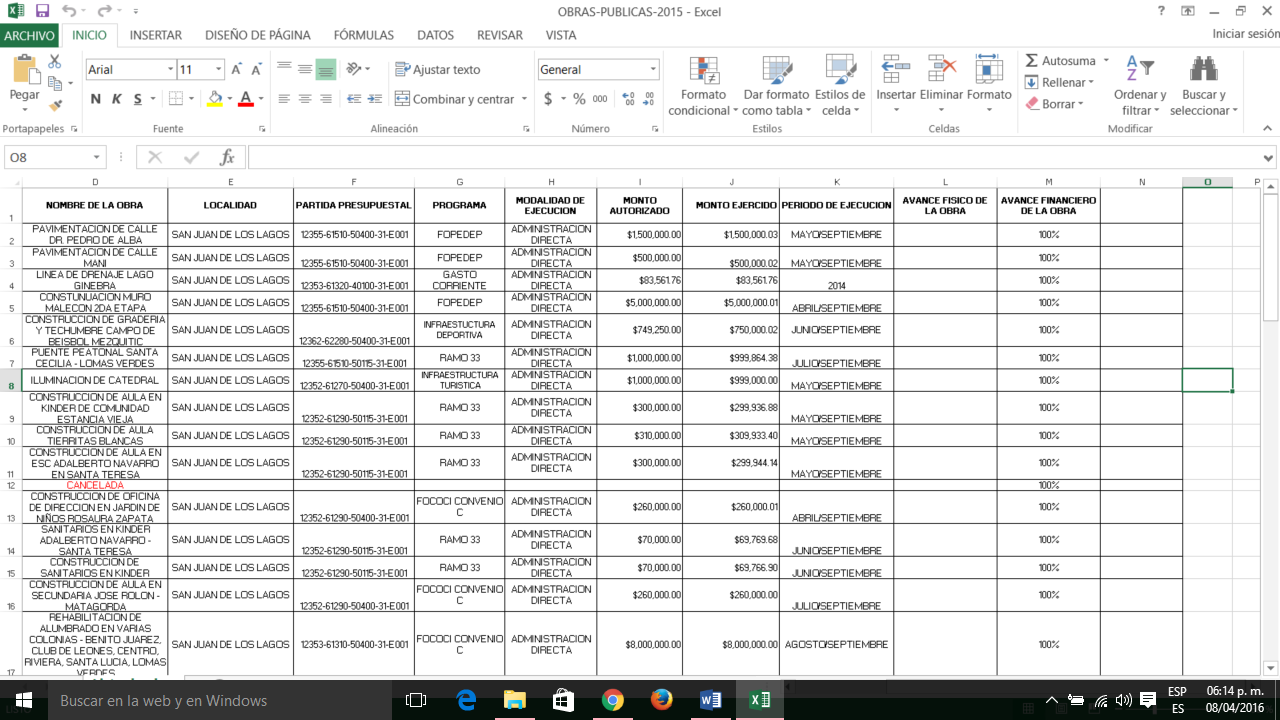 OBRAS-PUBLICAS-2015 - Excel
ARCHIVO INICIO INSERTAR DISEÑO DE PÁGINA FÓRMULAS DATOS REVISAR VISTA Iniciar sesión
Pegar
Portapapeles
Arial 11
N K S
Fuente
Ajustar texto
Combinar y centrar
Alineación
General
$ % 000
Número
Formato condicional
Dar formato como tabla
Estilos de celda
Estilos
Insertar Eliminar Formato
Celdas
Autosuma
Rellenar
Borrar
Ordenar y filtrar
Buscar y seleccionar
Modificar
O8 fx
D E F G H I J K L M N O P
1 NOMBRE DE LA OBRA LOCALIDAD PARTIDA PRESUPUESTAL PROGRAMA MODALIDAD DE EJECUCION MONTO AUTORIZADO MONTO EJERCIDO PERIODO DE EJECUCION AVANCE FISICO DE LA OBRA AVANCE FINANCIERO DE LA OBRA
2 PAVIMENTACION DE CALLE DR. PEDRO DE ALBA SAN JUAN DE LOS LAGOS 12355-61510-50400-31-E001 FOPEDEP ADMINISTRACION DIRECTA $1,500,000.00 $1,500,000.03 MAYO/SEPTIEMBRE 100%
3 PAVIMENTACION DE CALLE MANI SAN JUAN DE LOS LAGOS 12355-61510-50400-31-E001 FOPEDEP ADMINISTRACION DIRECTA $500,000.00 $500,000.02 MAYO/SEPTIEMBRE 100%
4 LINEA DE DRENAJE LAGO GINEBRA SAN JUAN DE LOS LAGOS 12353-61320-40100-31-E001 GASTO CORRIENTE ADMINISTRACION DIRECTA $83,561.76 $83,561.76 2014 100%
5 CONSTUNUACION MURO MALECON 2DA ETAPA SAN JUAN DE LOS LAGOS 12355-61510-50400-31-E001 FOPEDEP ADMINISTRACION DIRECTA $5,000,000.00 $5,000,000.01 ABRIL/SEPTIEMBRE 100%
6 CONSTRUCCION DE GRADERIA Y TECHUMBRE CAMPO DE BEISBOL MEZQUITIC SAN JUAN DE LOS LAGOS 12362-62280-50400-31-E001 INFRAESTUCTURA DEPORTIVA ADMINISTRACION DIRECTA $749,250.00 $750,000.02 JUNIO/SEPTIEMBRE 100%
7 PUENTE PEATONAL SANTA CECILIA - LOMAS VERDES SAN JUAN DE LOS LAGOS 12355-61510-50115-31-E001 RAMO 33 ADMINISTRACION DIRECTA $1,000,000.00 $999,864.38 JULIO/SEPTIEMBRE 100%
8 ILUMINACION DE CATEDRAL SAN JUAN DE LOS LAGOS 12352-61270-50400-31-E001 INFRAESTRUCTURA TURISTICA ADMINISTRACION DIRECTA $1,000,000.00 $999,000.00 MAYO/SEPTIEMBRE 100%
9 CONSTRUCCION DE AULA EN KINDER DE COMUNIDAD ESTANCIA VIEJA SAN JUAN DE LOS LAGOS 12352-61290-50115-31-E001 RAMO 33 ADMINISTRACION DIRECTA $300,000.00 $299,936.88 MAYO/SEPTIEMBRE 100%
10 CONSTRUCCION DE AULA TIERRITAS BLANCAS SAN JUAN DE LOS LAGOS 12352-61290-50115-31-E001 RAMO 33 ADMINISTRACION DIRECTA $310,000.00 $309,933.40 MAYO/SEPTIEMBRE 100%
11 CONSTRUCCION DE AULA EN ESC ADALBERTO NAVARRO EN SANTA TERESA SAN JUAN DE LOS LAGOS 12352-61290-50115-31-E001 RAMO 33 ADMINISTRACION DIRECTA $300,000.00 $299,944.14 MAYO/SEPTIEMBRE 100%
12 CANCELADA 100%
13 CONSTRUCCION DE OFICINA DE DIRECCION EN JARDIN DE NIÑOS ROSAURA ZAPATA SAN JUAN DE LOS LAGOS 12352-61290-50400-31-E001 FOCOCI CONVENIO C ADMINISTRACION DIRECTA $260,000.00 $260,000.01 ABRIL/SEPTIEMBRE 100%
14 SANITARIOS EN KINDER ADALBERTO NAVARRO - SANTA TERESA SAN JUAN DE LOS LAGOS 12352-61290-50115-31-E001 RAMO 33 ADMINISTRACION DIRECTA $70,000.00 $69,769.68 JUNIO/SEPTIEMBRE 100%
15 CONSTRUCCION DE SANITARIOS EN KINDER SAN JUAN DE LOS LAGOS 12352-61290-50115-31-E001 RAMO 33 ADMINISTRACION DIRECTA $70,000.00 $69,766.90 JUNIO/SEPTIEMBRE 100%
16 CONSTRUCCION DE AULA EN SECUNDARIA JOSE ROLON - MATAGORDA SAN JUAN DE LOS LAGOS 12352-61290-50400-31-E001 FOCOCI CONVENIO C ADMINISTRACION DIRECTA $260,000.00 $260,000.00 JULIO/SEPTIEMBRE 100%
17 REHABILITACION DE ALUMBRADO EN VARIAS COLONIAS - BENITO JUAREZ, CLUB DE LEONES, CENTRO, RIVIERA, SANTA LUCIA, LOMAS VERDES SAN JUAN DE LOS LAGOS 12353-61310-50400-31-E001 FOCOCI CONVENIO C ADMINISTRACION DIRECTA $8,000,000.00 $8,000,000.00 AGOSTO/SEPTIEMBRE 100%
Buscar en la web y en Windows
ESP 06:14 p. m.
ES 08/04/2016